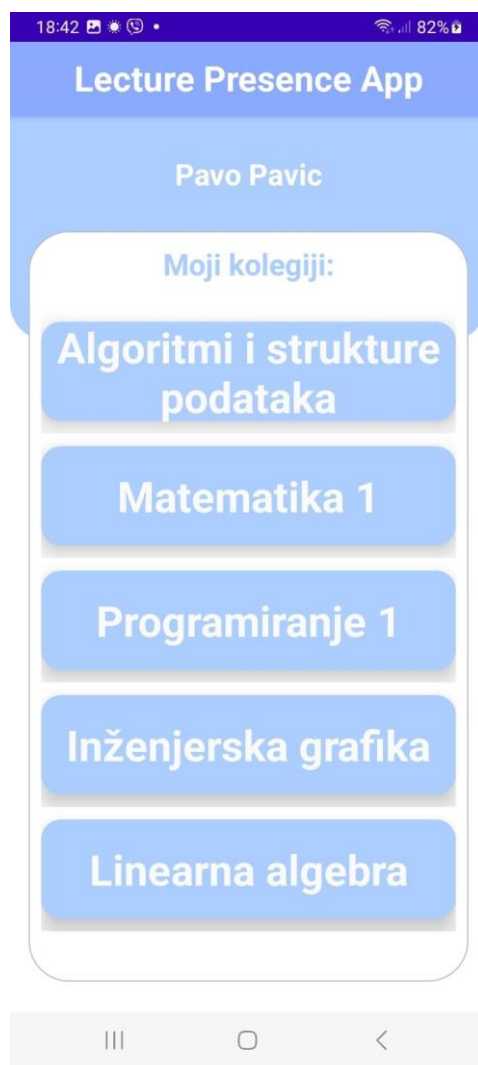 18:42
82%
Lecture Presence App
Pavo Pavic
Moji kolegiji:
Algoritmi i strukture
podataka
Matematika 1
Programiranje 1
Inženjerska grafika
Linearna algebra